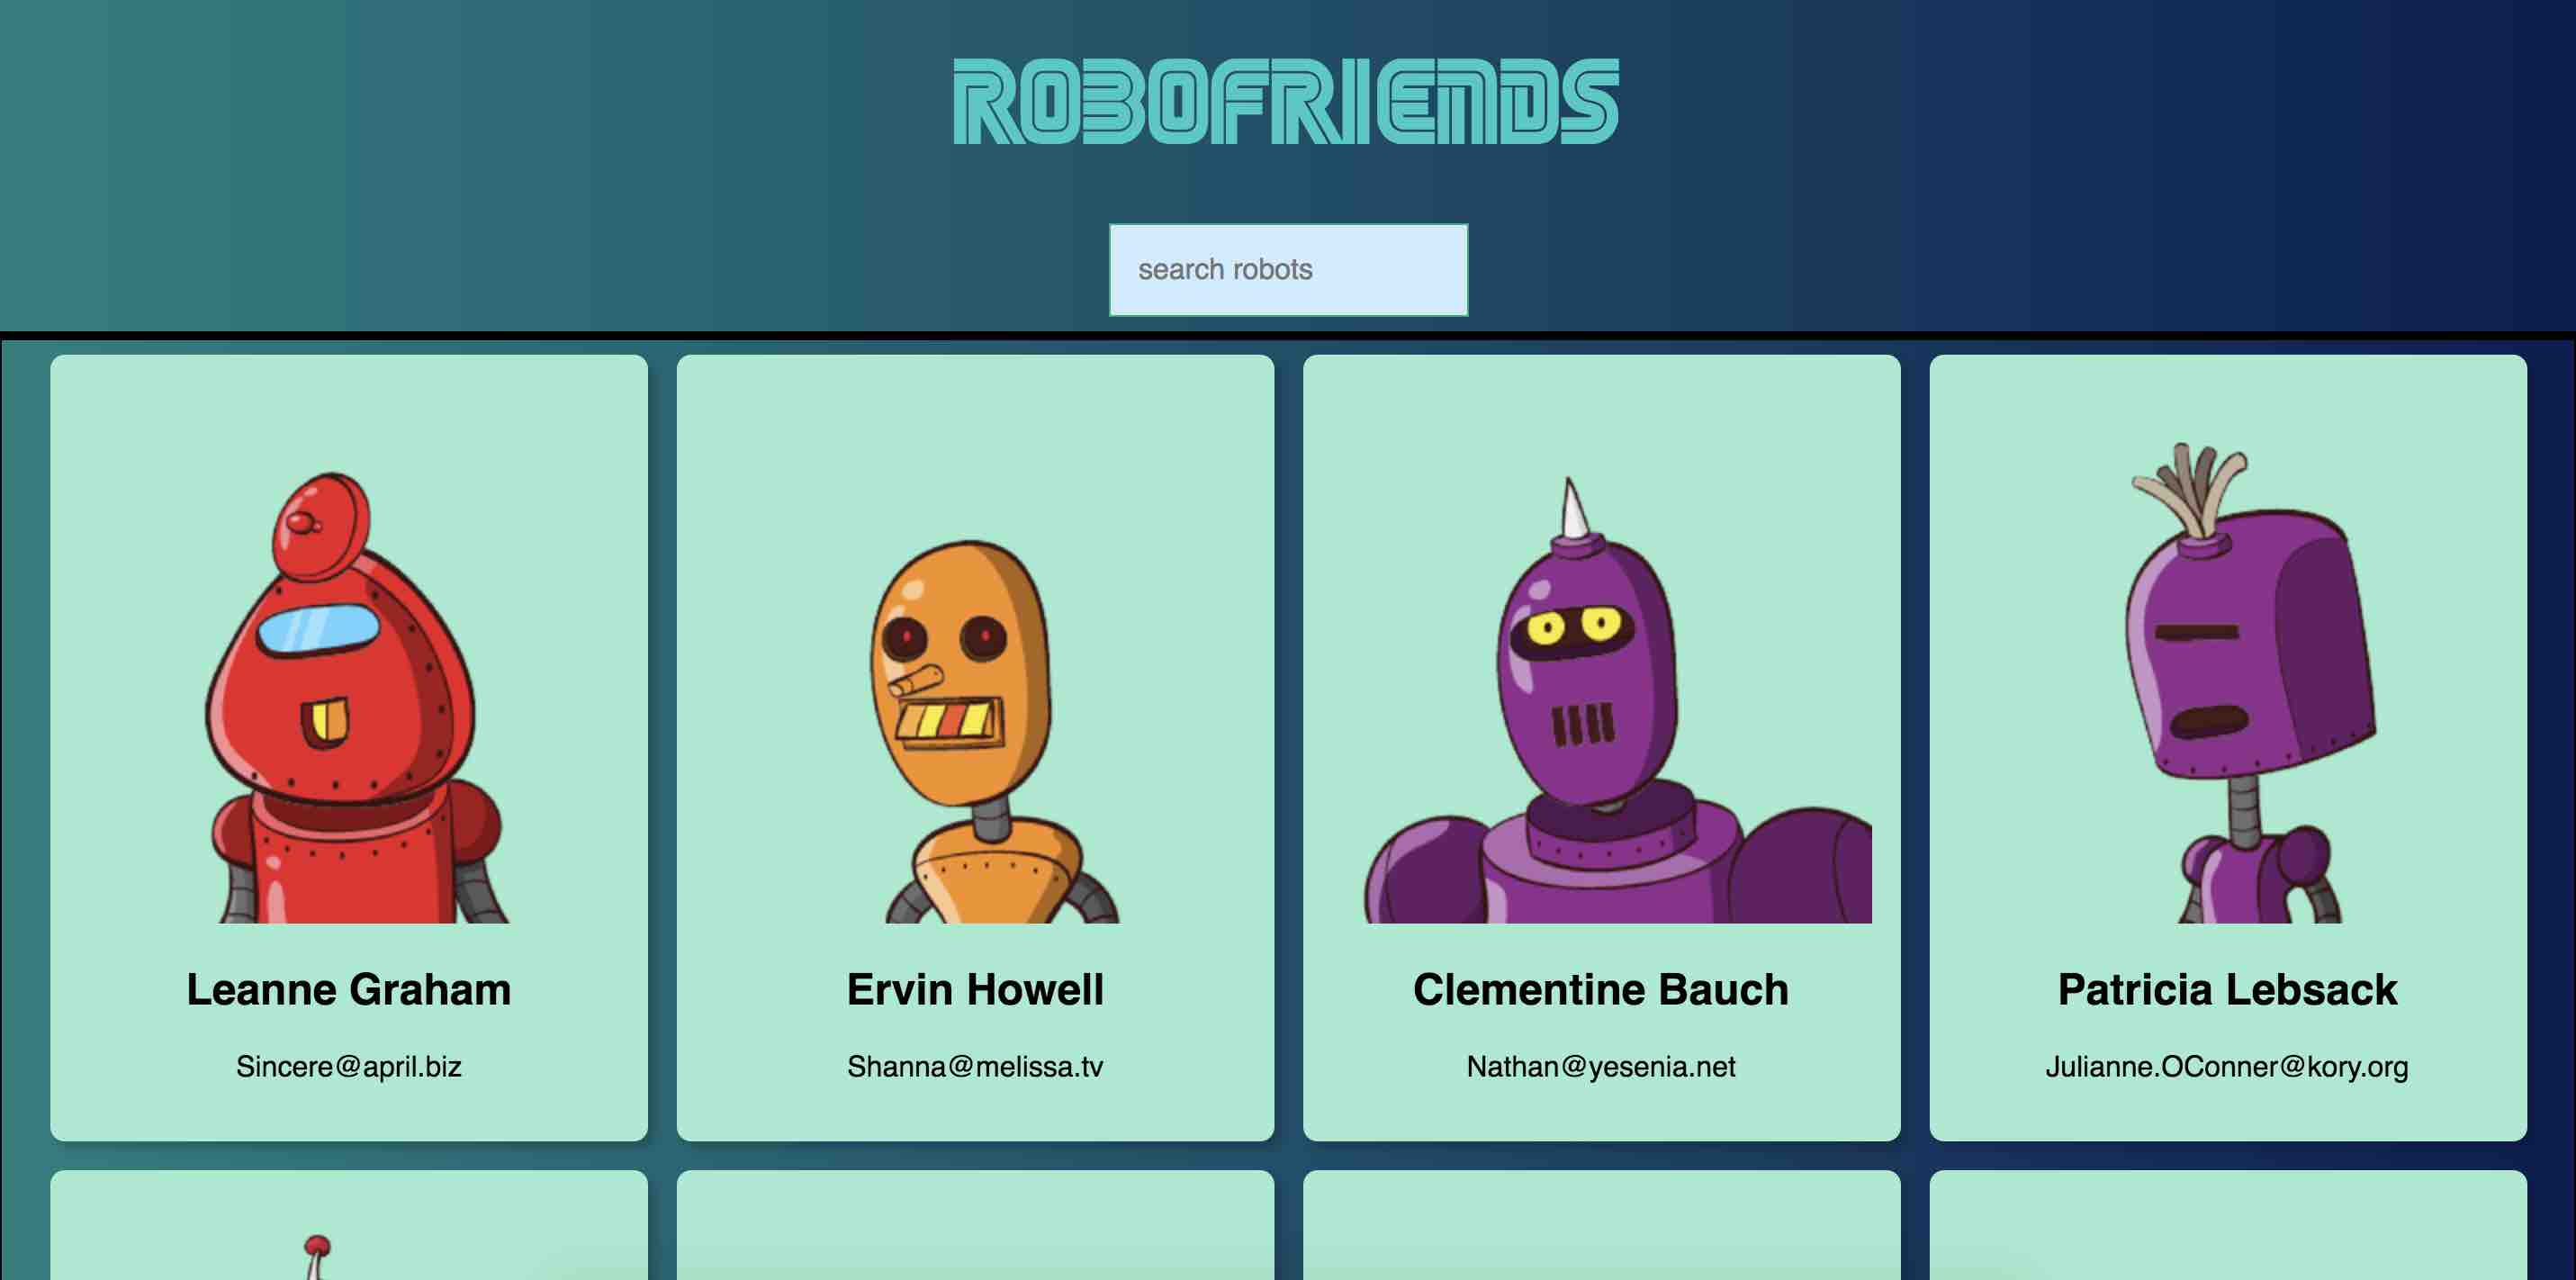 ROBOFRIENDS
search robots
Leanne Graham
Sincere@april.biz
Ervin Howell
Shanna@melissa.tv
Clementine Bauch
Nathan@yesenia.net
Patricia Lebsack
Julianne.OConner@kory.org